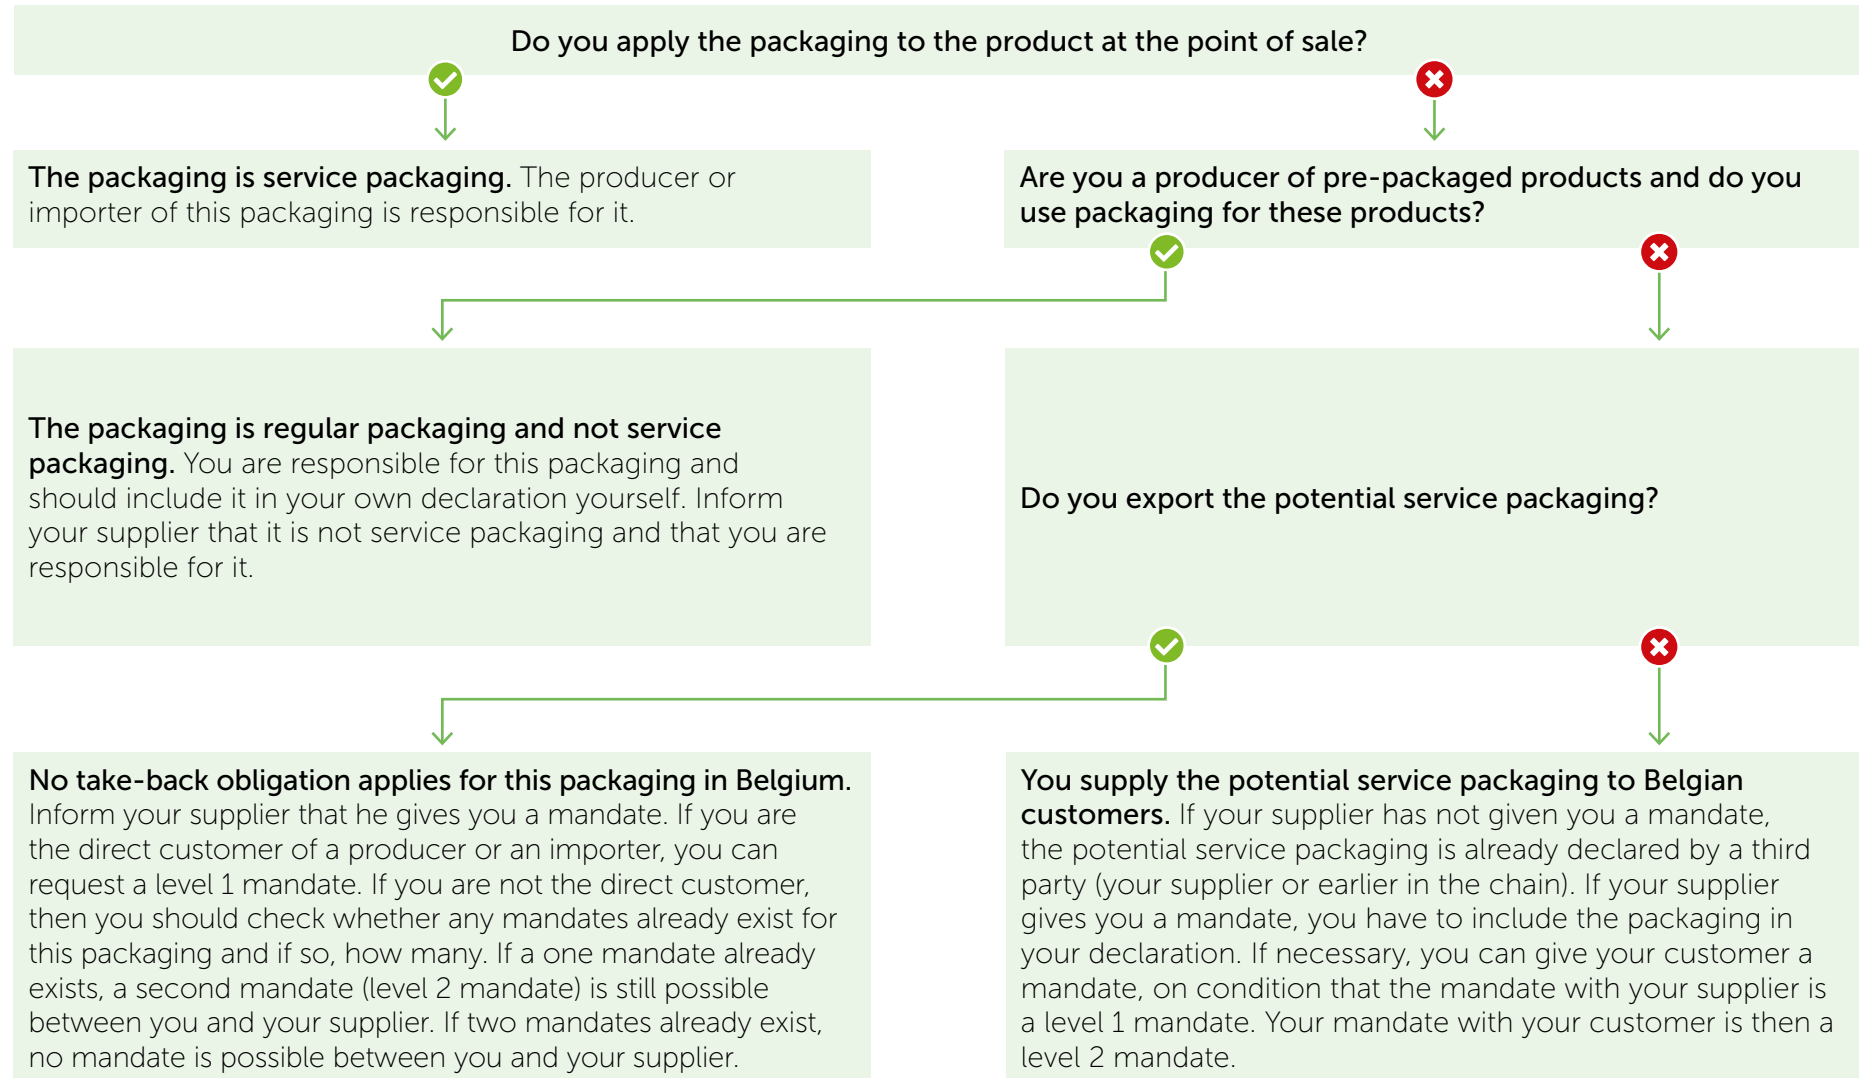 Do you apply the packaging to the product at the point of sale?
The packaging is service packaging. The producer or
importer of this packaging is responsible for it.
Are you a producer of pre-packaged products and do you
use packaging for these products?
The packaging is regular packaging and not service
packaging. You are responsible for this packaging and
should include it in your own declaration yourself. Inform
your supplier that it is not service packaging and that you are
responsible for it.
Do you export the potential service packaging?
No take-back obligation applies for this packaging in Belgium.
Inform your supplier that he gives you a mandate. If you are
the direct customer of a producer or an importer, you can
request a level 1 mandate. If you are not the direct customer,
then you should check whether any mandates already exist for
this packaging and if so, how many. If a one mandate already
exists, a second mandate (level 2 mandate) is still possible
between you and your supplier. If two mandates already exist,
no mandate is possible between you and your supplier.
You supply the potential service packaging to Belgian
customers. If your supplier has not given you a mandate,
the potential service packaging is already declared by a third
party (your supplier or earlier in the chain). If your supplier
gives you a mandate, you have to include the packaging in
your declaration. If necessary, you can give your customer a
mandate, on condition that the mandate with your supplier is
a level 1 mandate. Your mandate with your customer is then a
level 2 mandate.